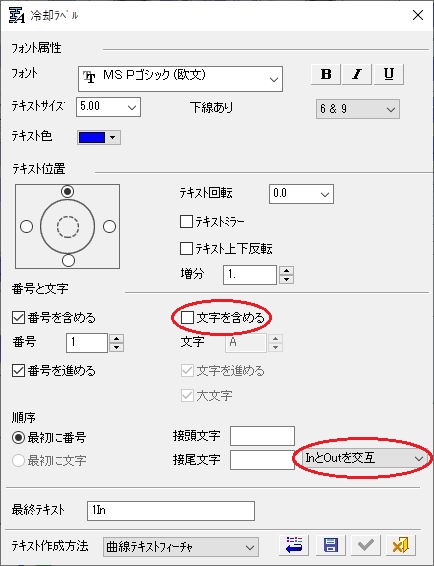 冷却ﾗﾍﾞﾙ
フォント属性
フォント MS Pゴシック (欧文) B I U
テキストサイズ 5.00 下線あり 6 & 9
テキスト色
テキスト位置
テキスト回転 0.0
テキストミラー
テキスト上下反転
増分 1.
番号と文字
番号を含める 文字を含める
番号 1 文字 A
番号を進める 文字を進める
大文字
順序
最初に番号 接頭文字
最初に文字 接尾文字 InとOutを交互
最終テキスト 1In
テキスト作成方法 曲線テキストフィーチャ